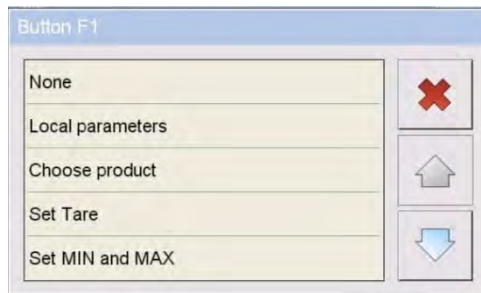 Button F1
None
Local parameters
Choose product
Set Tare
Set MIN and MAX